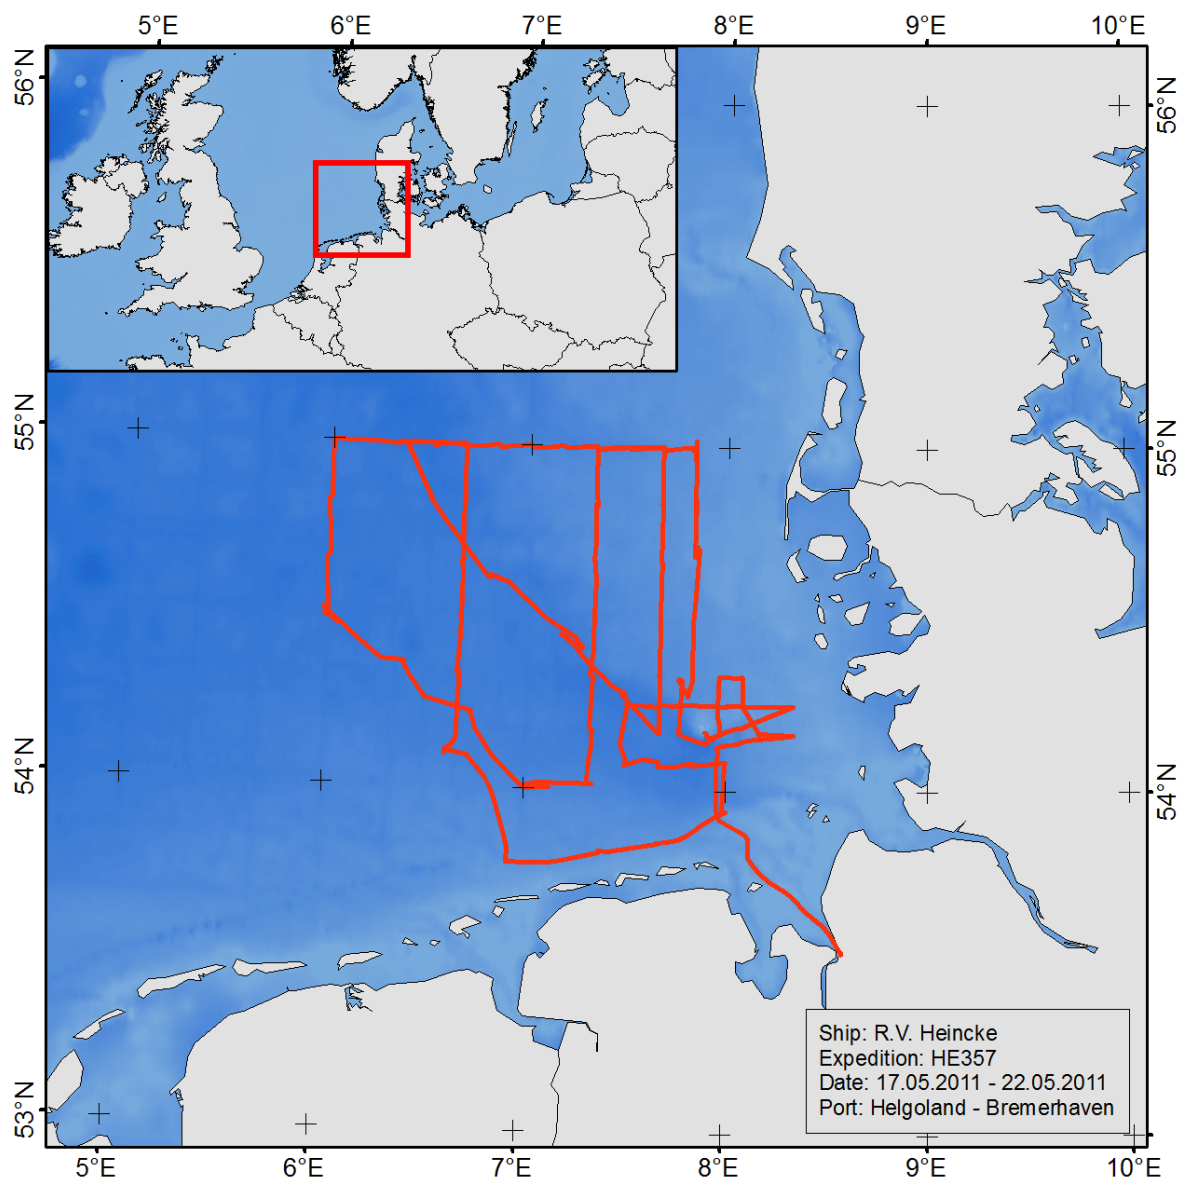 5°E 6°E 7°E 8°E 9°E 10°E
56°N 56°N
55°N 55°N
54°N 54°N
53°N 53°N
Ship: R.V. Heincke
Expedition: HE357
Date: 17.05.2011 - 22.05.2011
Port: Helgoland - Bremerhaven
5°E 6°E 7°E 8°E 9°E 10°E